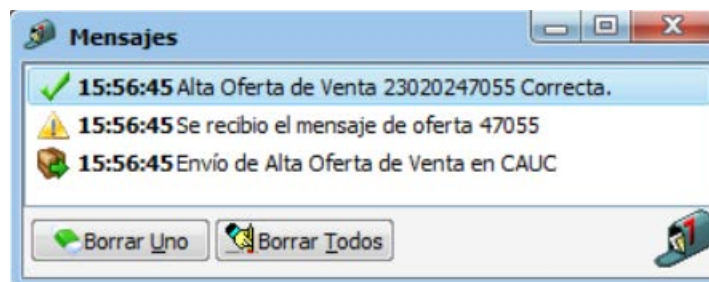 Mensajes
15:56:45 Alta Oferta de Venta 23020247055 Correcta.
15:56:45 Se recibio el mensaje de oferta 47055
15:56:45 Envío de Alta Oferta de Venta en CAUC
Borrar Uno Borrar Todos